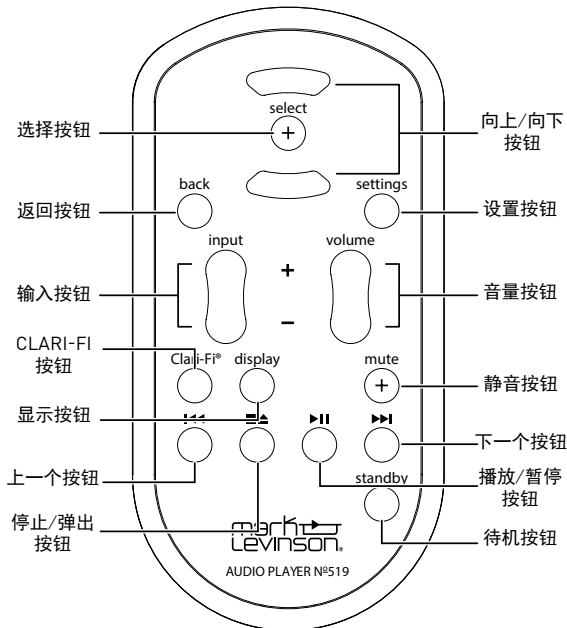 select
+
选择按钮
向上/向下
按钮
back
settings
返回按钮
设置按钮
input
volume
+
−
输入按钮
音量按钮
CLARI-FI
按钮
Clari-Fi®
display
mute
+
静音按钮
显示按钮
下一个按钮
上一个按钮
播放/暂停
按钮
standby
停止/弹出
按钮
待机按钮
mark
Levinson®
AUDIO PLAYER Nº519